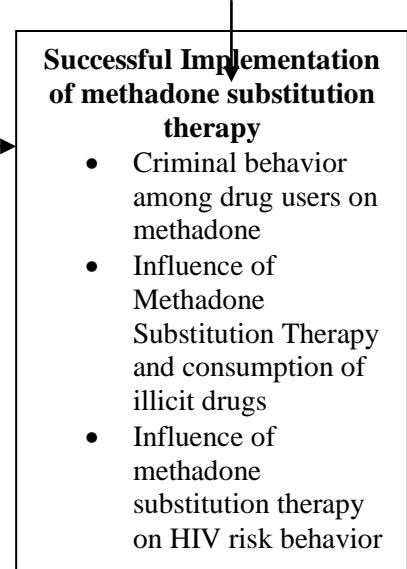 Successful Implementation
of methadone substitution
therapy
• Criminal behavior
among drug users on
methadone
• Influence of
Methadone
Substitution Therapy
and consumption of
illicit drugs
• Influence of
methadone
substitution therapy
on HIV risk behavior